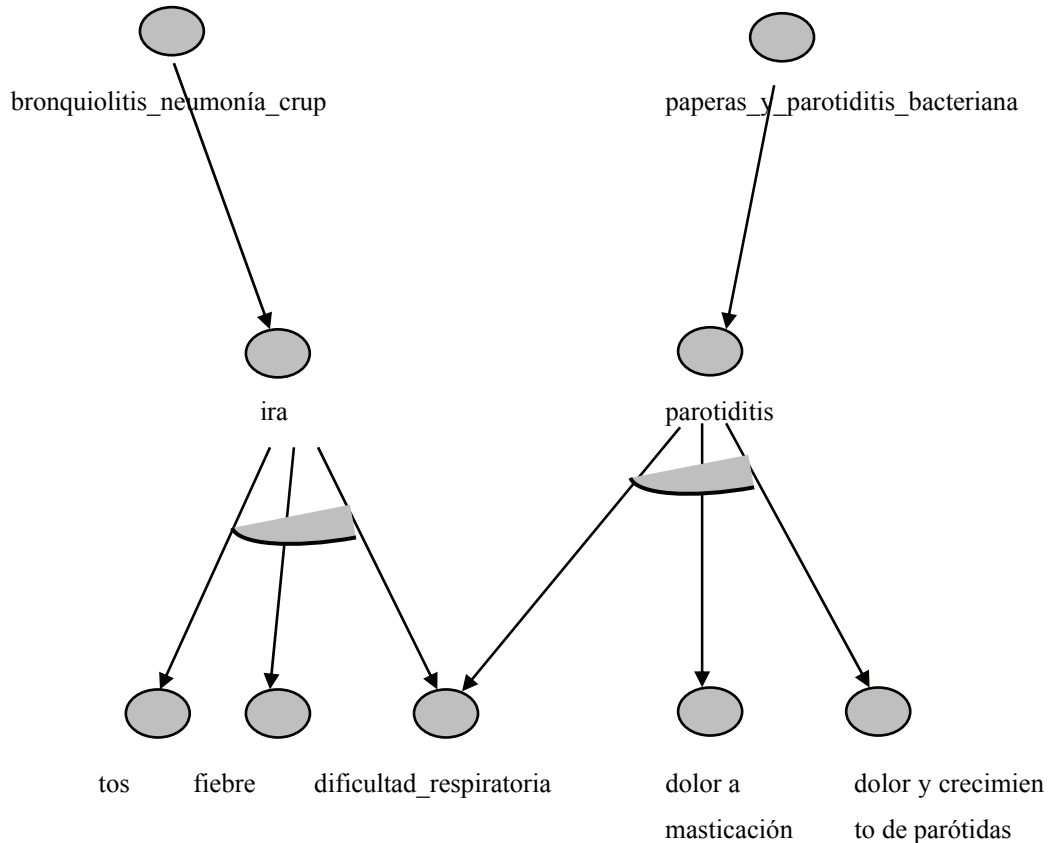 bronquiolitis_neumonía_crup
paperas_y_parotiditis_bacteriana
ira
parotiditis
tos
fiebre
dificultad_respiratoria
dolor a
masticación
dolor y crecimien
to de parótidas